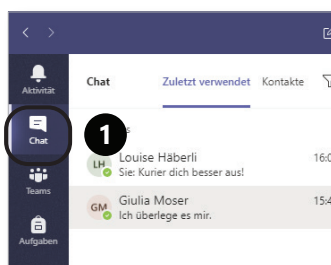 Aktivität
Chat Zuletzt verwendet Kontakte
Chat
1
LH Louise Häberli 16:0
Sie: Kurier dich besser aus!
Teams
GM Giulia Moser 15:4
Ich überlege es mir.
Aufgaben